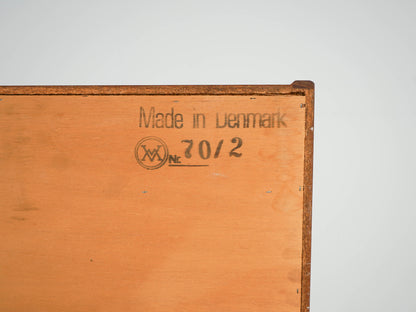 Made in Denmark
Nr. 70/2